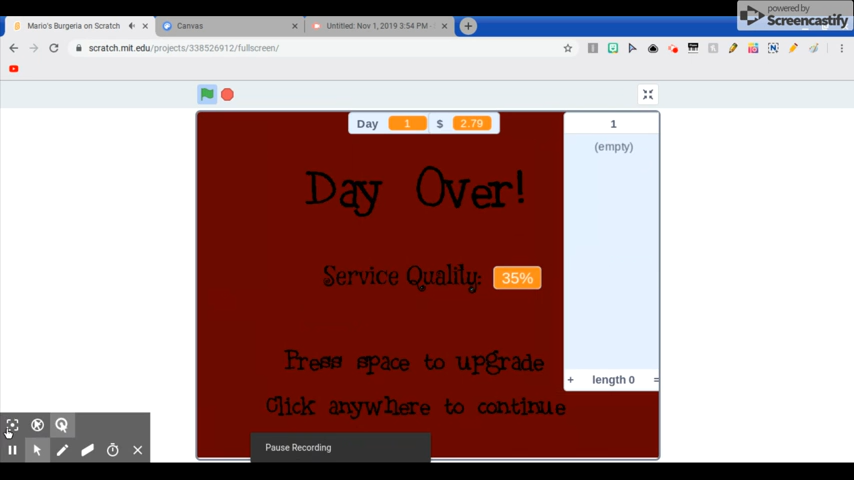 powered by
Screencastify
Mario's Burgeria on Scratch
Canvas
Untitled: Nov 1, 2019 3:54 PM
scratch.mit.edu/projects/338526912/fullscreen/
Day 1 $ 2.79
1
(empty)
Day Over!
Service Quality: 35%
Press space to upgrade
Click anywhere to continue
+ length 0 =
Pause Recording